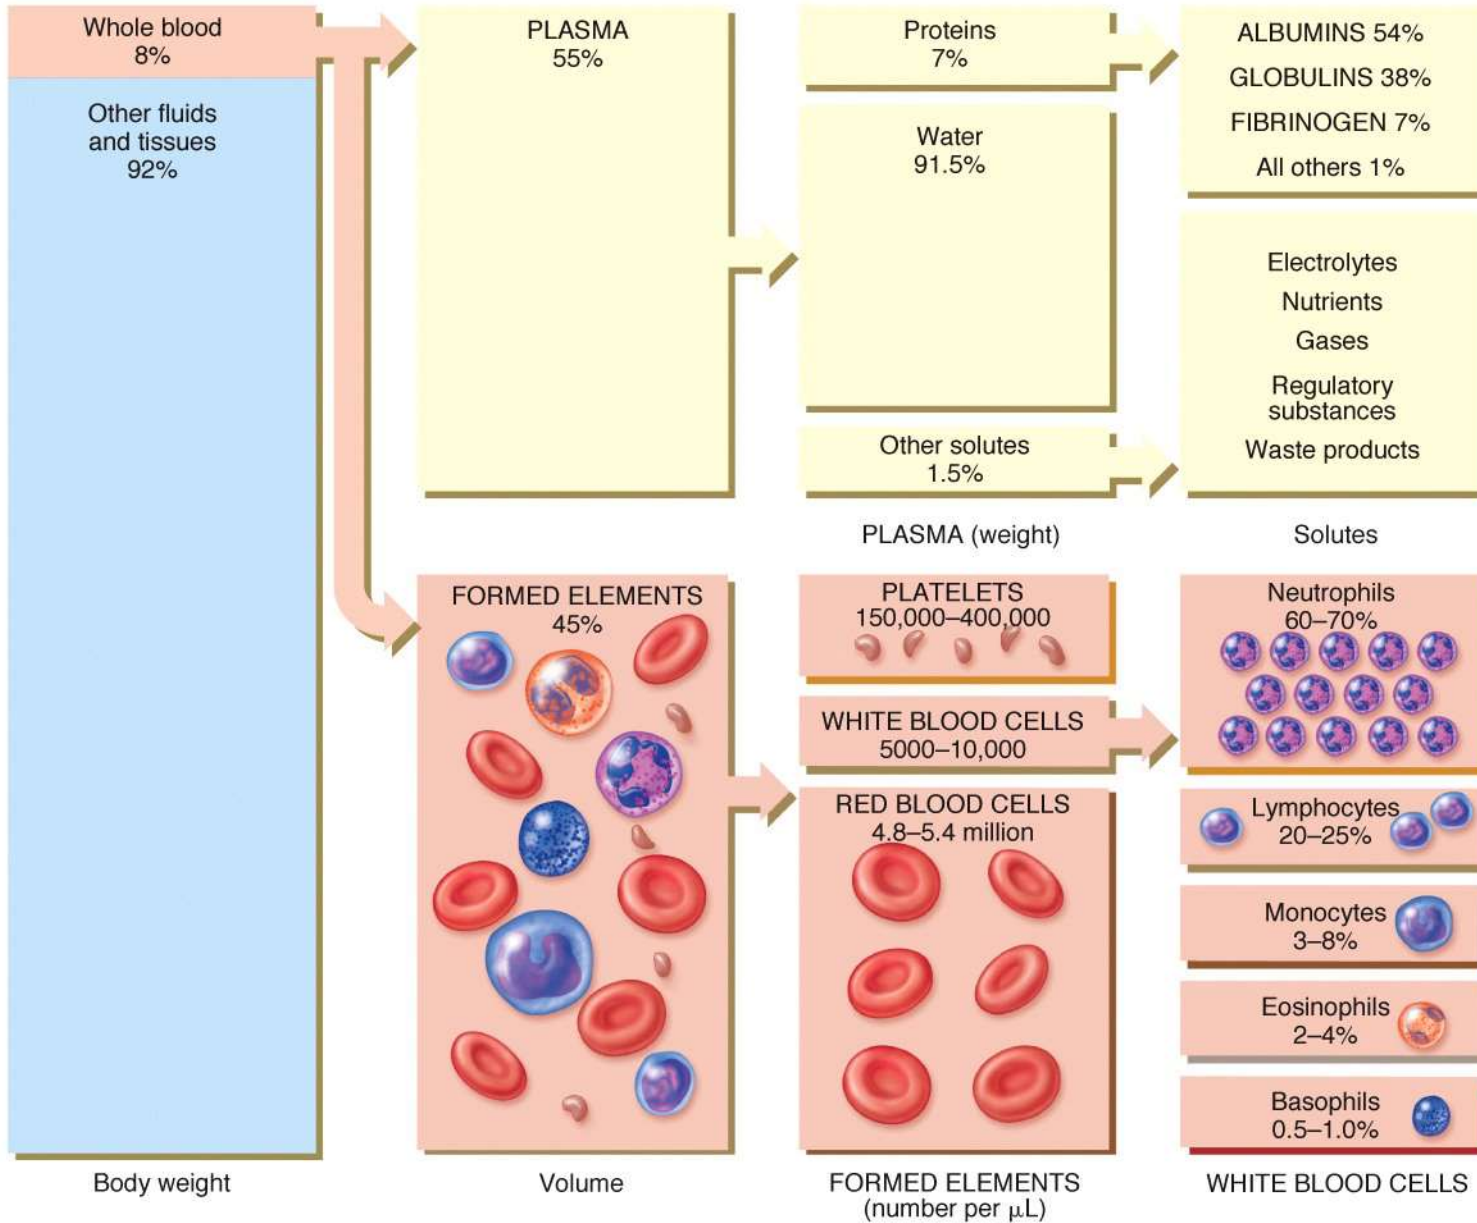 Whole blood
8%
Other fluids
and tissues
92%
Body weight
PLASMA
55%
FORMED ELEMENTS
45%
Volume
Proteins
7%
Water
91.5%
Other solutes
1.5%
PLASMA (weight)
ALBUMINS 54%
GLOBULINS 38%
FIBRINOGEN 7%
All others 1%
Electrolytes
Nutrients
Gases
Regulatory
substances
Waste products
Solutes
PLATELETS
150,000–400,000
WHITE BLOOD CELLS
5000–10,000
RED BLOOD CELLS
4.8–5.4 million
FORMED ELEMENTS
(number per μL)
Neutrophils
60–70%
Lymphocytes
20–25%
Monocytes
3–8%
Eosinophils
2–4%
Basophils
0.5–1.0%
WHITE BLOOD CELLS